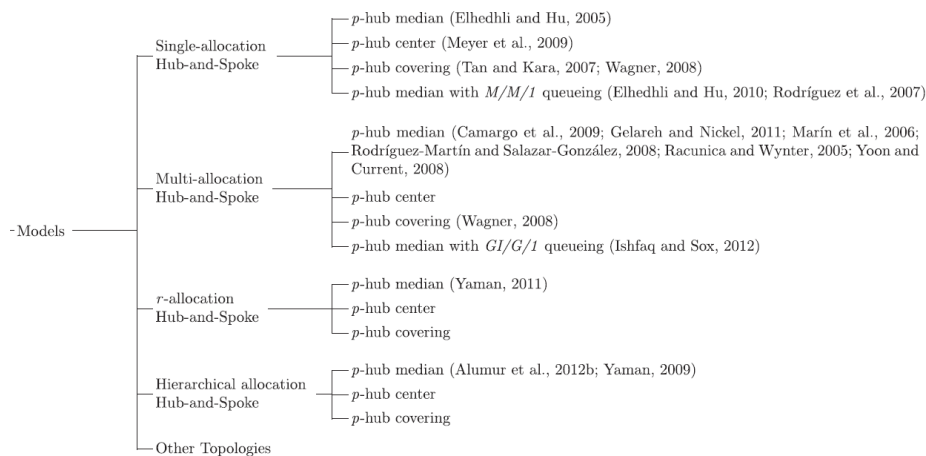 p-hub median (Elhedhli and Hu, 2005)
Single-allocation
Hub-and-Spoke
p-hub center (Meyer et al., 2009)
p-hub covering (Tan and Kara, 2007; Wagner, 2008)
p-hub median with M/M/1 queueing (Elhedhli and Hu, 2010; Rodríguez et al., 2007)
p-hub median (Camargo et al., 2009; Gelareh and Nickel, 2011; Marín et al., 2006;
Rodríguez-Martín and Salazar-González, 2008; Racunica and Wynter, 2005; Yoon and
Current, 2008)
Multi-allocation
Hub-and-Spoke
p-hub center
p-hub covering (Wagner, 2008)
p-hub median with GI/G/1 queueing (Ishfaq and Sox, 2012)
Models
r-allocation
Hub-and-Spoke
p-hub median (Yaman, 2011)
p-hub center
p-hub covering
Hierarchical allocation
Hub-and-Spoke
p-hub median (Alumur et al., 2012b; Yaman, 2009)
p-hub center
p-hub covering
Other Topologies